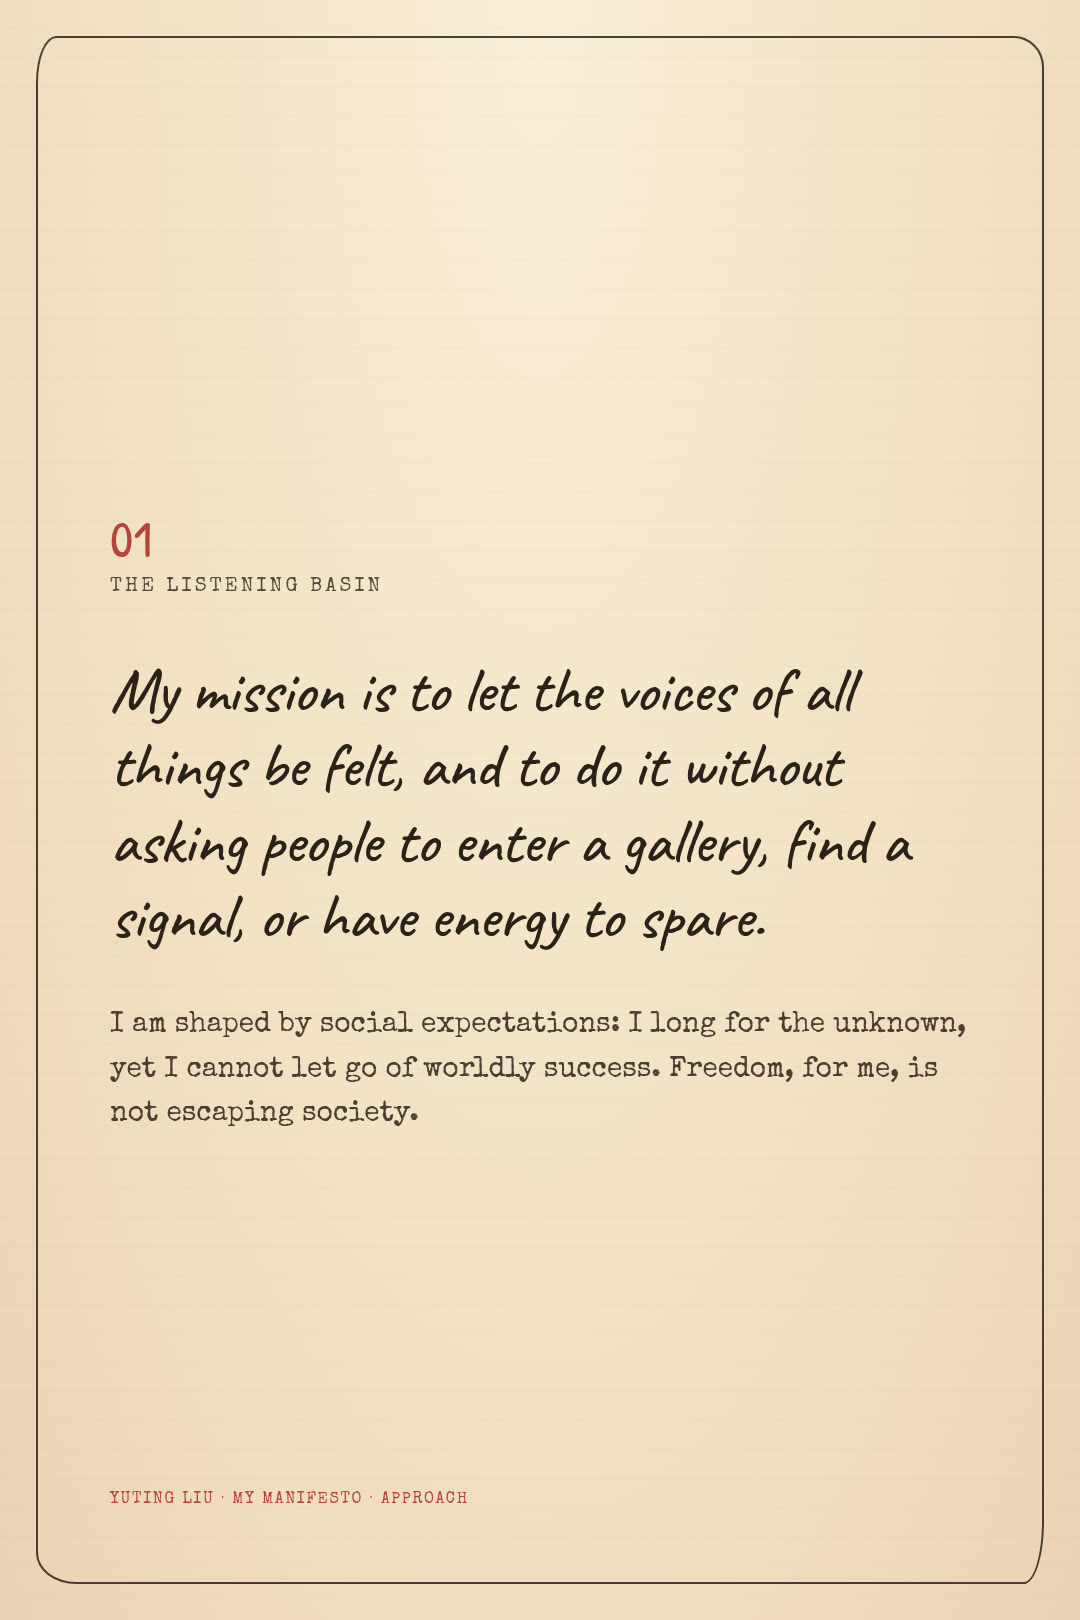 01
THE LISTENING BASIN
My mission is to let the voices of all
things be felt, and to do it without
asking people to enter a gallery, find a
signal, or have energy to spare.
I am shaped by social expectations: I long for the unknown,
yet I cannot let go of worldly success. Freedom, for me, is
not escaping society.
YUTING LIU · MY MANIFESTO · APPROACH